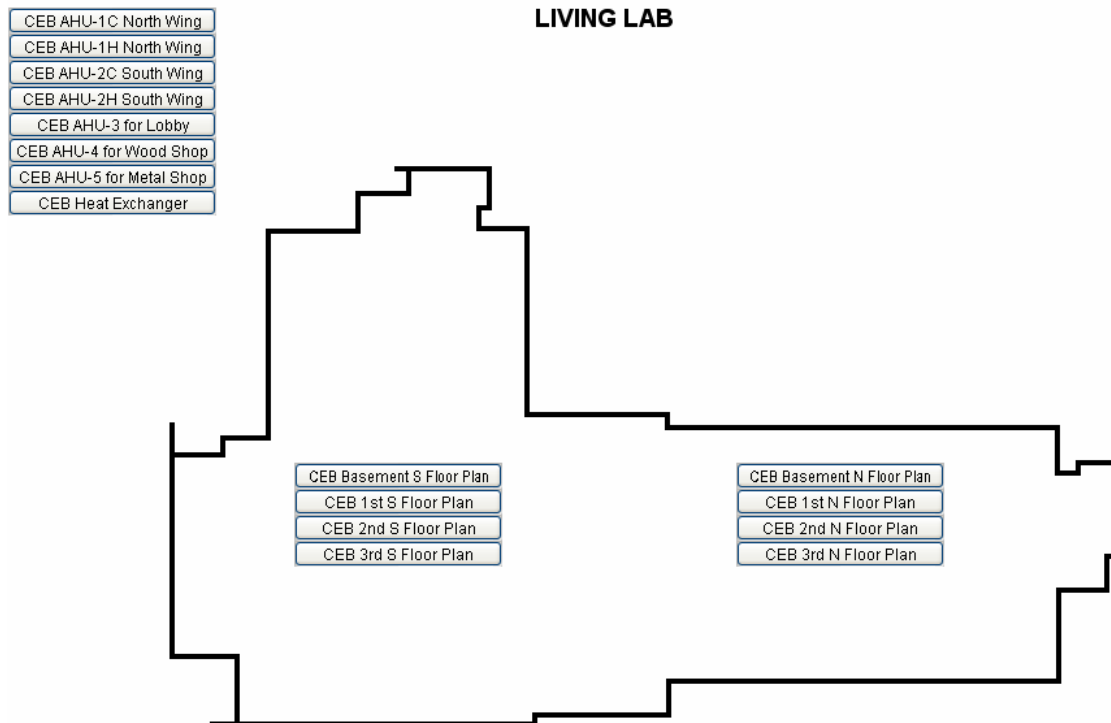 LIVING LAB
CEB AHU-1C North Wing
CEB AHU-1H North Wing
CEB AHU-2C South Wing
CEB AHU-2H South Wing
CEB AHU-3 for Lobby
CEB AHU-4 for Wood Shop
CEB AHU-5 for Metal Shop
CEB Heat Exchanger
CEB Basement S Floor Plan
CEB 1st S Floor Plan
CEB 2nd S Floor Plan
CEB 3rd S Floor Plan
CEB Basement N Floor Plan
CEB 1st N Floor Plan
CEB 2nd N Floor Plan
CEB 3rd N Floor Plan